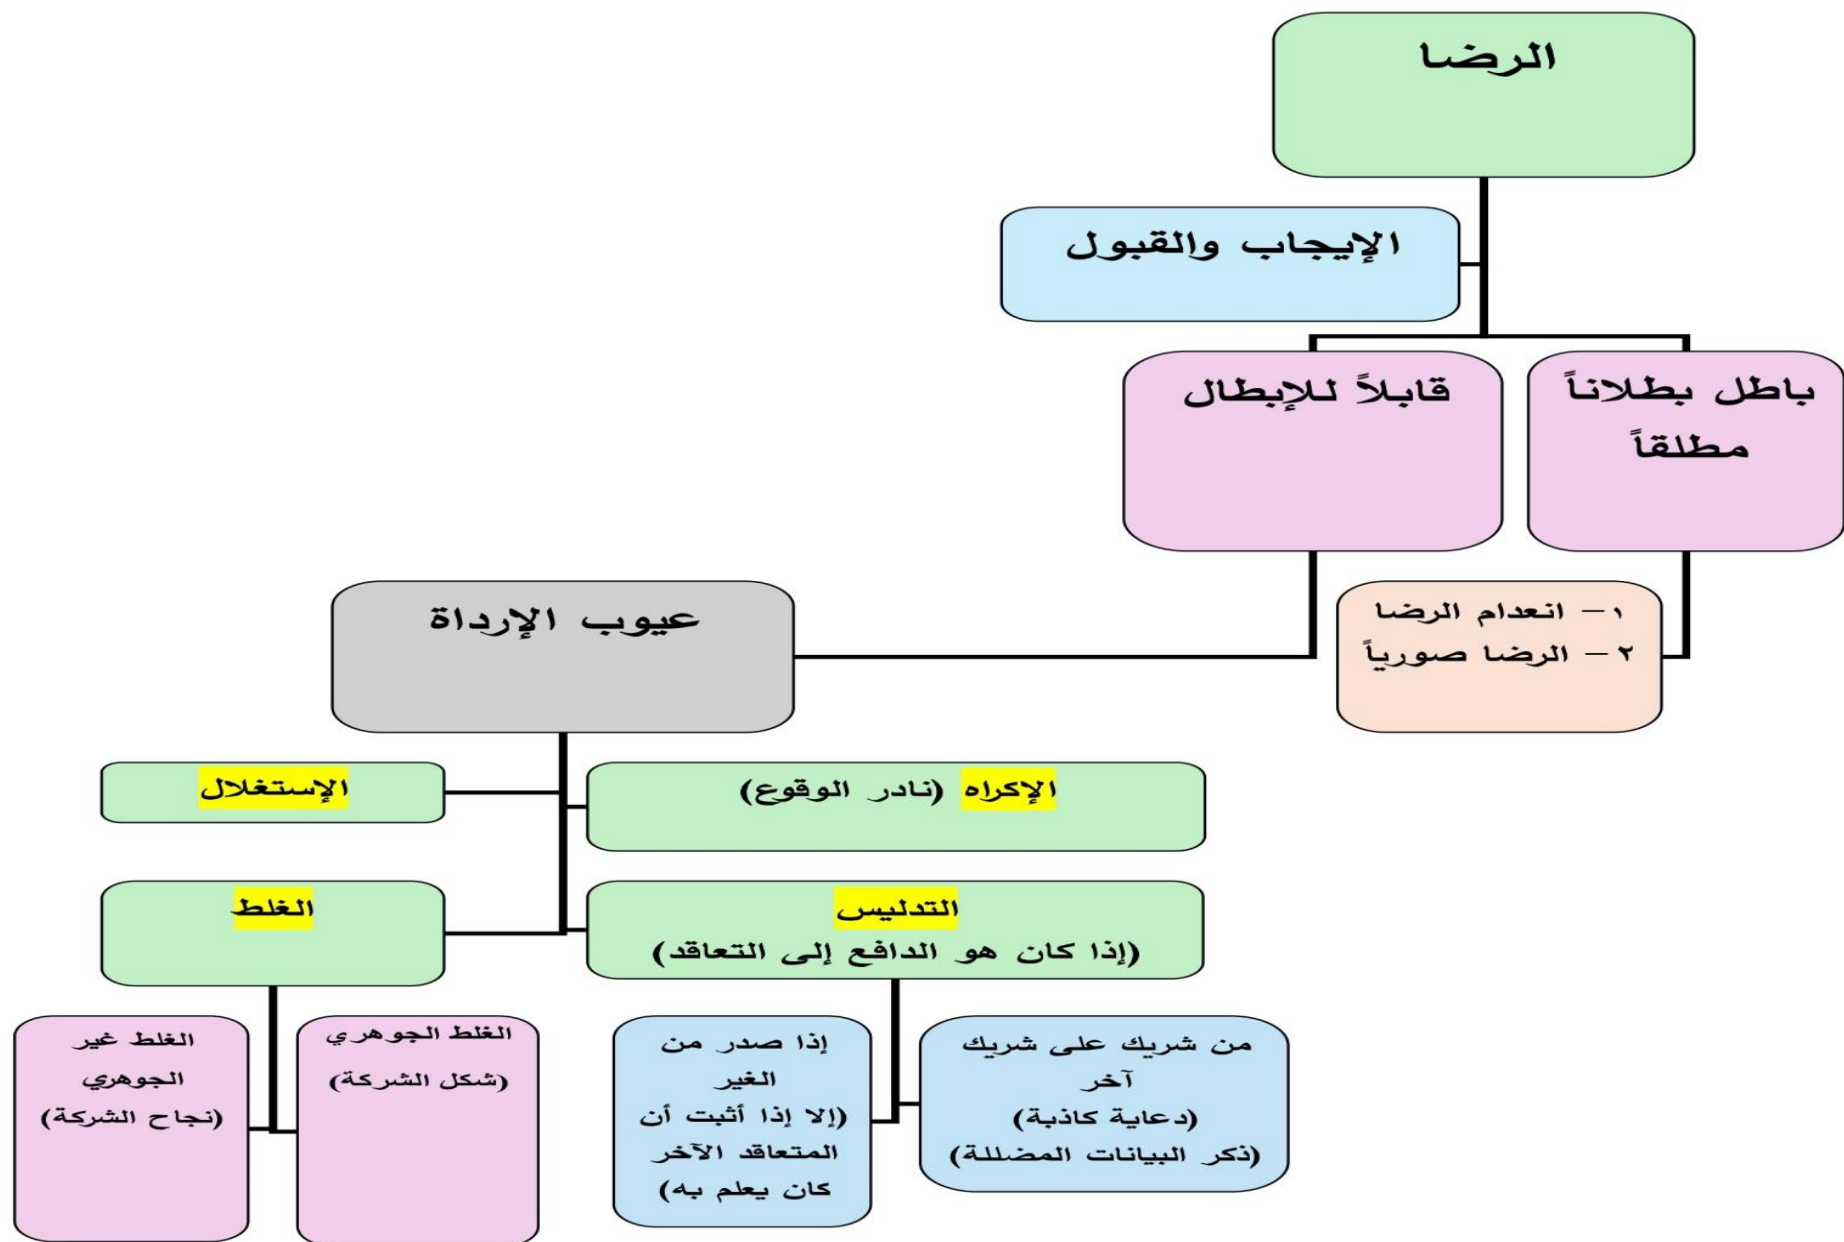 الرضا
الإيجاب والقبول
باطل بطلاناً
مطلقاً
قابلاً للإبطال
١- انعدام الرضا
٢- الرضا صورياً
عيوب الإرداة
الإكراه (نادر الوقوع)
الإستغلال
التدليس
(إذا كان هو الدافع إلى التعاقد)
الغلط
من شريك على شريك
آخر
(دعاية كاذبة)
(ذكر البيانات المضللة)
إذا صدر من
الغير
(إلا إذا أثبت أن
المتعاقد الآخر
كان يعلم به)
الغلط الجوهري
(شكل الشركة)
الغلط غير
الجوهري
(نجاح الشركة)